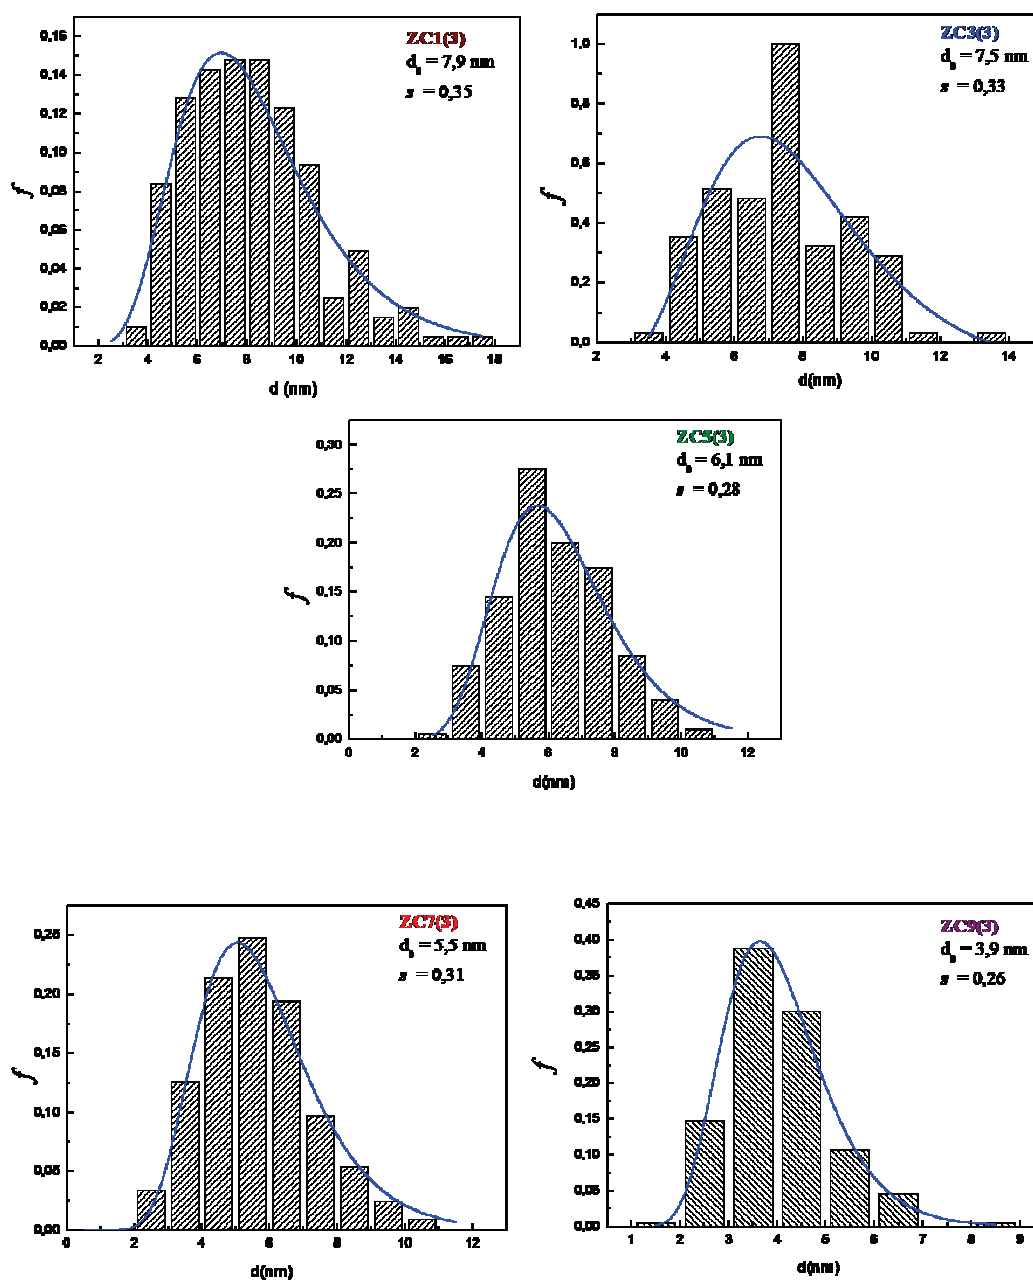 ZC1(3)
d₀ = 7,9 nm
s = 0,35
0,16
0,14
0,12
0,10
0,08
0,06
0,04
0,02
0,00
f
2 4 6 8 10 12 14 16 18
d (nm)
ZC3(3)
d₀ = 7,5 nm
s = 0,33
1,0
0,8
0,6
0,4
0,2
0,0
f
2 4 6 8 10 12 14
d(nm)
ZC5(3)
d₀ = 6,1 nm
s = 0,28
0,30
0,25
0,20
0,15
0,10
0,05
0,00
f
0 2 4 6 8 10 12
d(nm)
ZC7(3)
d₀ = 5,5 nm
s = 0,31
0,25
0,20
0,15
0,10
0,05
0,00
f
0 2 4 6 8 10 12
d(nm)
ZC9(3)
d₀ = 3,9 nm
s = 0,26
0,45
0,40
0,35
0,30
0,25
0,20
0,15
0,10
0,05
0,00
f
1 2 3 4 5 6 7 8 9
d(nm)